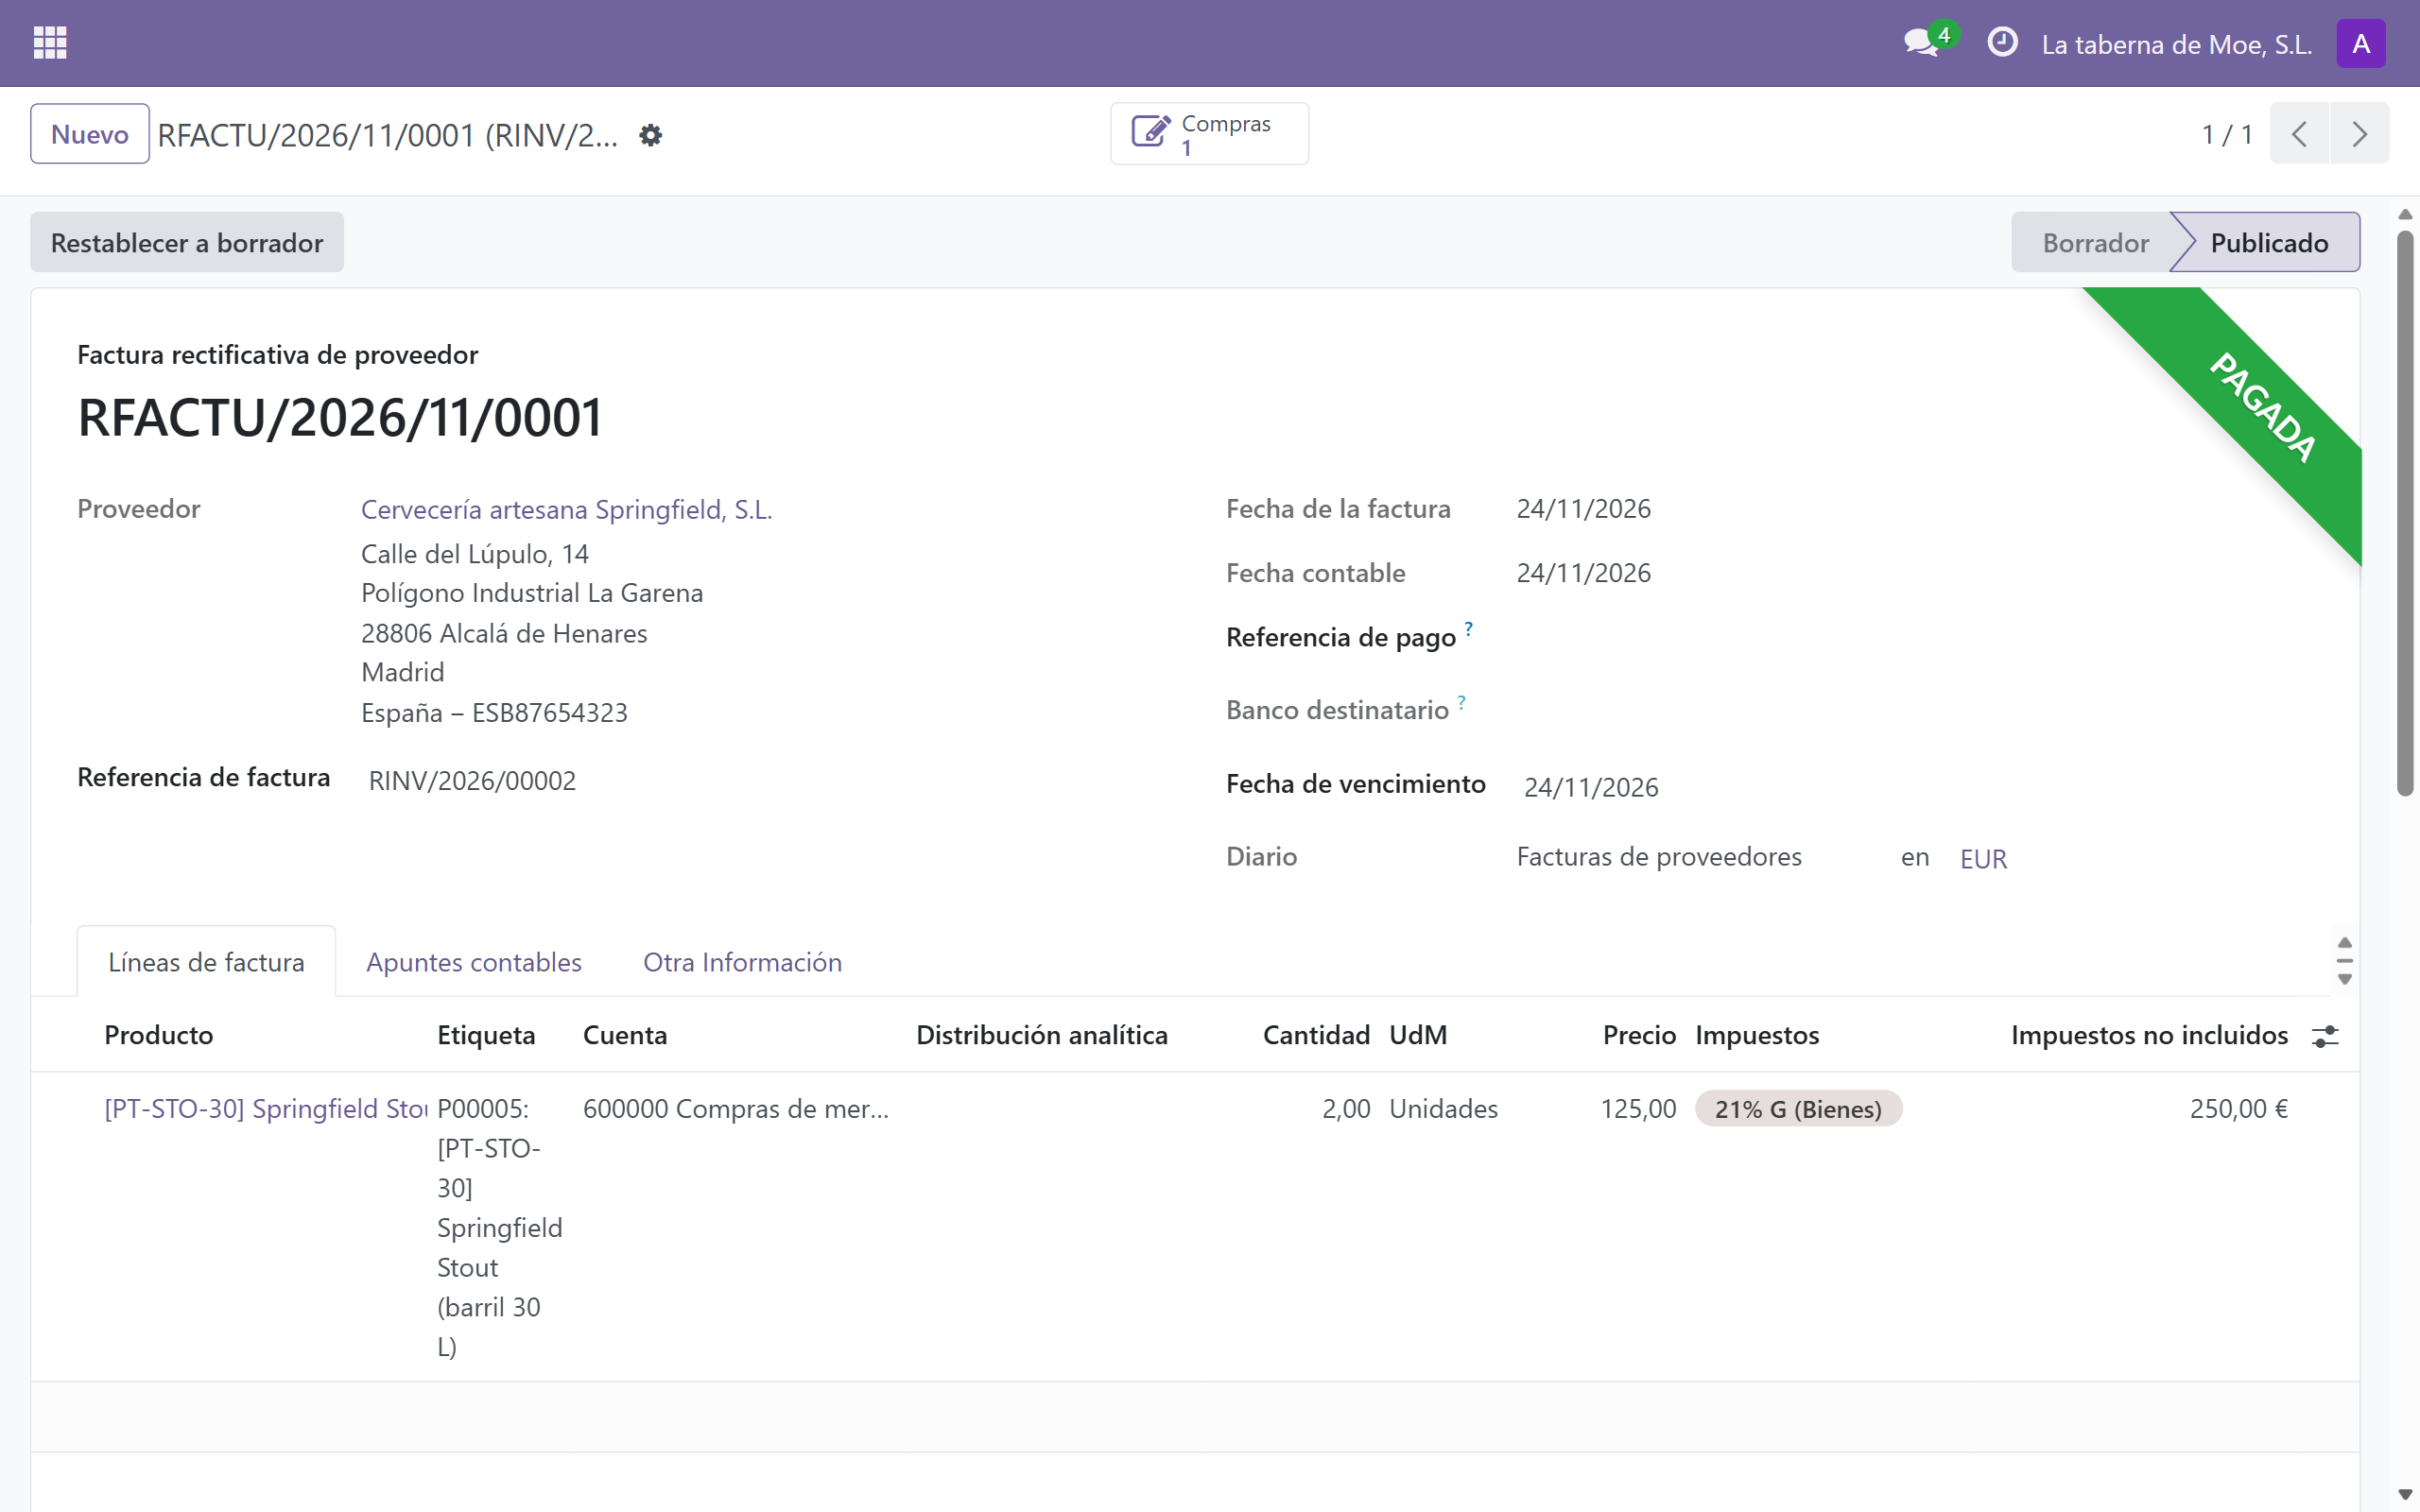 4
La taberna de Moe, S.L.
A
Nuevo
RFACTU/2026/11/0001 (RINV/2...
Compras
1
1 / 1
Restablecer a borrador
Borrador
Publicado
PAGADA
Factura rectificativa de proveedor
RFACTU/2026/11/0001
Proveedor
Cervecería artesana Springfield, S.L.
Calle del Lúpulo, 14
Polígono Industrial La Garena
28806 Alcalá de Henares
Madrid
España – ESB87654323
Referencia de factura
RINV/2026/00002
Fecha de la factura
24/11/2026
Fecha contable
24/11/2026
Referencia de pago ?
Banco destinatario ?
Fecha de vencimiento
24/11/2026
Diario
Facturas de proveedores en EUR
Líneas de factura
Apuntes contables
Otra Información
Producto Etiqueta Cuenta Distribución analítica Cantidad UdM Precio Impuestos Impuestos no incluidos
[PT-STO-30] Springfield Stou P00005: 600000 Compras de mer... 2,00 Unidades 125,00 21% G (Bienes) 250,00 €
[PT-STO-
30]
Springfield
Stout
(barril 30
L)